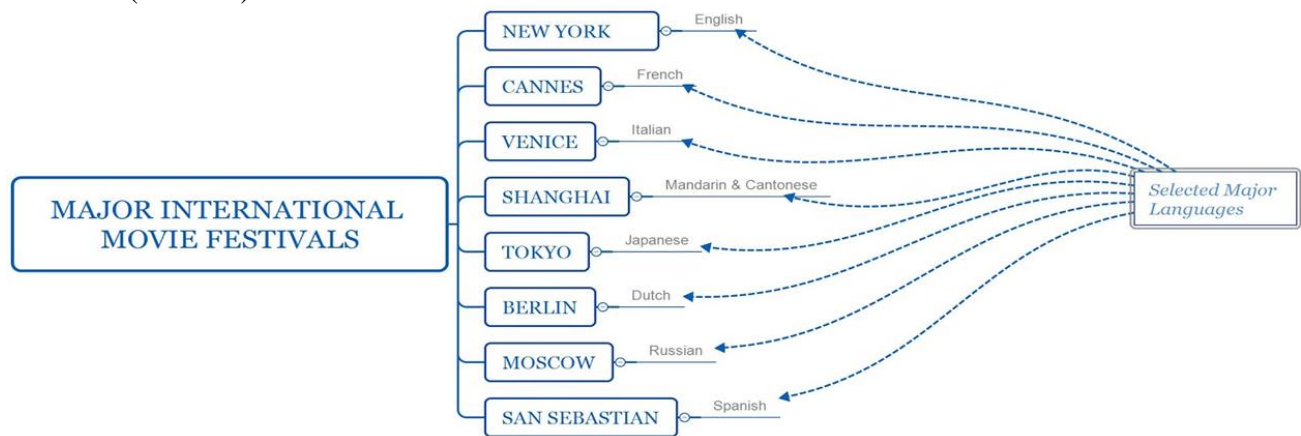 MAJOR INTERNATIONAL
MOVIE FESTIVALS
NEW YORK
English
CANNES
French
VENICE
Italian
SHANGHAI
Mandarin & Cantonese
TOKYO
Japanese
BERLIN
Dutch
MOSCOW
Russian
SAN SEBASTIAN
Spanish
Selected Major
Languages